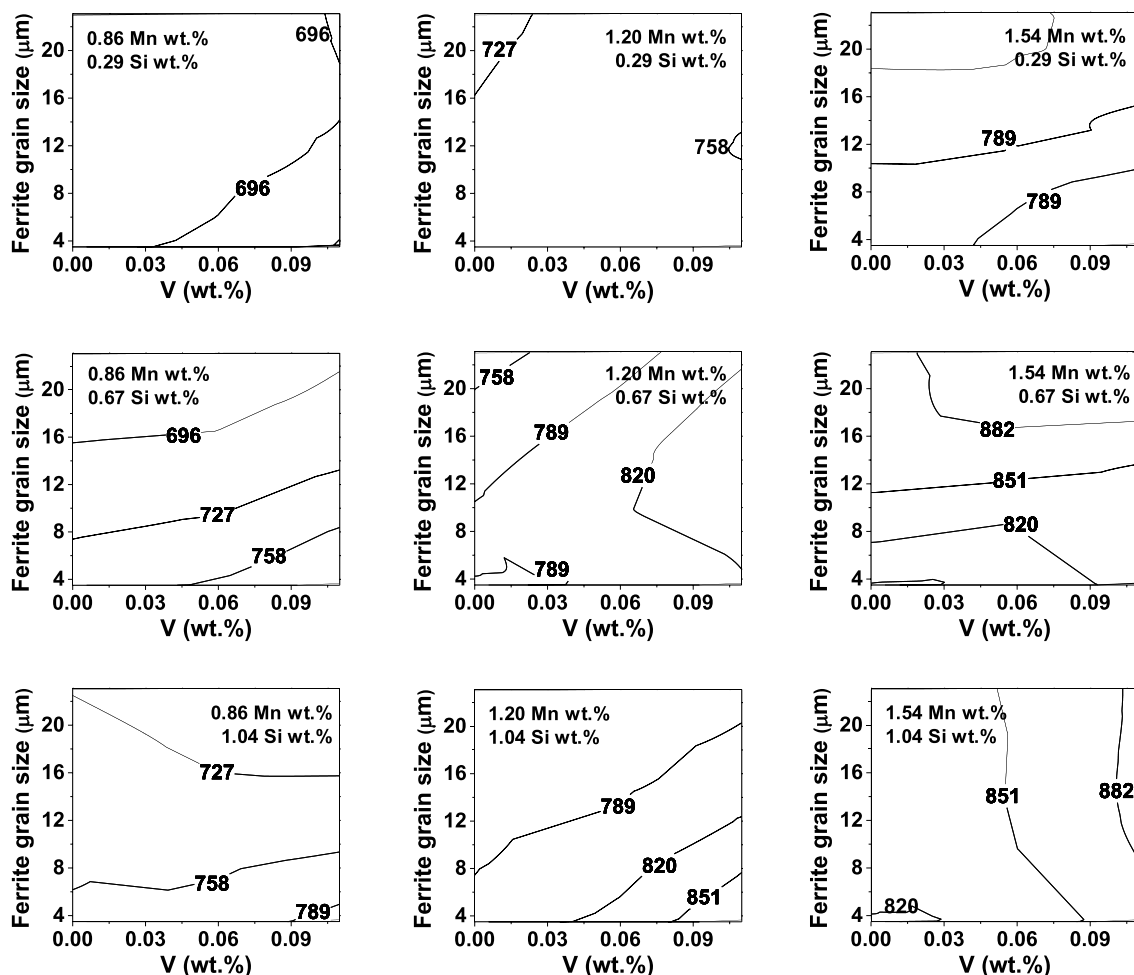 Ferrite grain size (μm)
20
16
12
8
4
0.86 Mn wt.%
0.29 Si wt.%
696
696
0.00 0.03 0.06 0.09
V (wt.%)
Ferrite grain size (μm)
20
16
12
8
4
727
1.20 Mn wt.%
0.29 Si wt.%
758
0.00 0.03 0.06 0.09
V (wt.%)
Ferrite grain size (μm)
20
16
12
8
4
1.54 Mn wt.%
0.29 Si wt.%
789
789
0.00 0.03 0.06 0.09
V (wt.%)
Ferrite grain size (μm)
20
16
12
8
4
0.86 Mn wt.%
0.67 Si wt.%
696
727
758
0.00 0.03 0.06 0.09
V (wt.%)
Ferrite grain size (μm)
20
16
12
8
4
758
1.20 Mn wt.%
0.67 Si wt.%
789
820
789
0.00 0.03 0.06 0.09
V (wt.%)
Ferrite grain size (μm)
20
16
12
8
4
1.54 Mn wt.%
0.67 Si wt.%
882
851
820
0.00 0.03 0.06 0.09
V (wt.%)
Ferrite grain size (μm)
20
16
12
8
4
0.86 Mn wt.%
1.04 Si wt.%
727
758
789
0.00 0.03 0.06 0.09
V (wt.%)
Ferrite grain size (μm)
20
16
12
8
4
1.20 Mn wt.%
1.04 Si wt.%
789
820
851
0.00 0.03 0.06 0.09
V (wt.%)
Ferrite grain size (μm)
20
16
12
8
4
1.54 Mn wt.%
1.04 Si wt.%
851
882
820
0.00 0.03 0.06 0.09
V (wt.%)